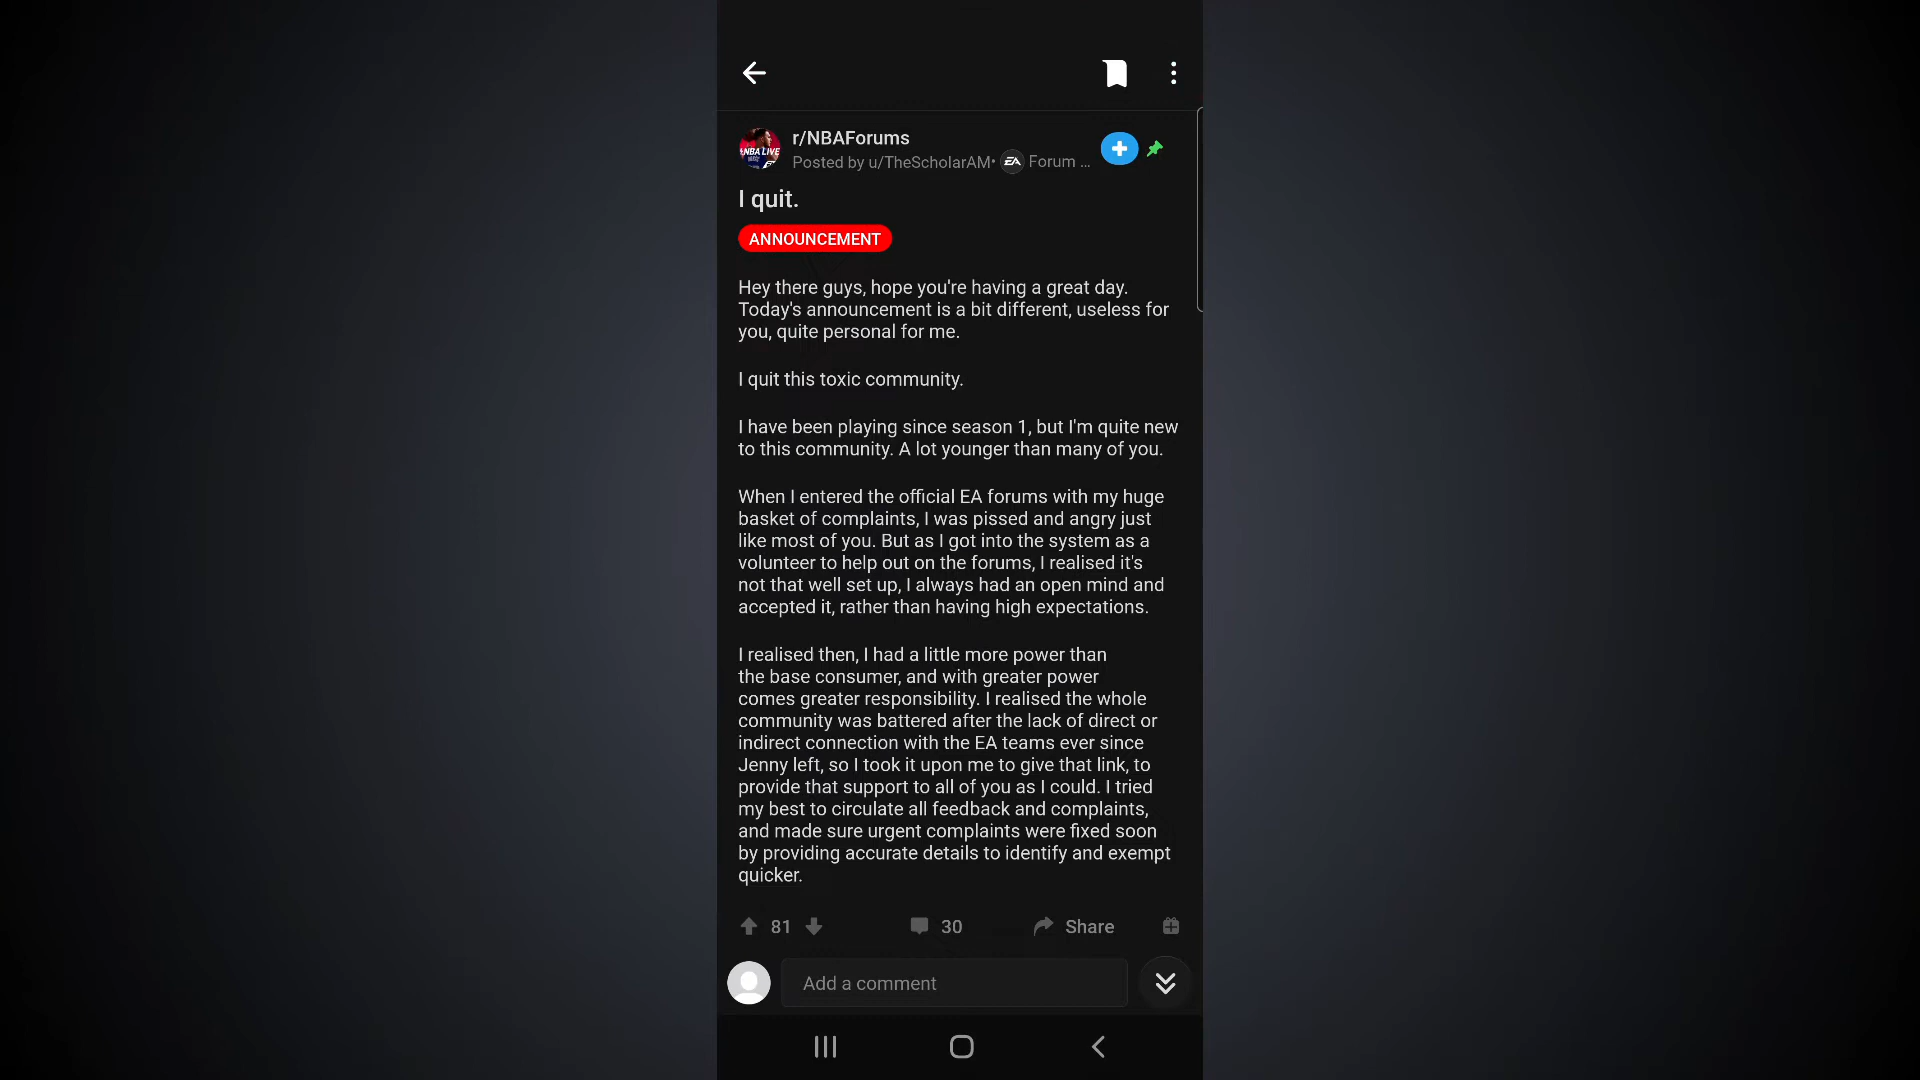 r/NBAForums
Posted by u/TheScholarAM• EA Forum ...
NBA LIVE
I quit.
ANNOUNCEMENT
Hey there guys, hope you're having a great day.
Today's announcement is a bit different, useless for
you, quite personal for me.
I quit this toxic community.
I have been playing since season 1, but I'm quite new
to this community. A lot younger than many of you.
When I entered the official EA forums with my huge
basket of complaints, I was pissed and angry just
like most of you. But as I got into the system as a
volunteer to help out on the forums, I realised it's
not that well set up, I always had an open mind and
accepted it, rather than having high expectations.
I realised then, I had a little more power than
the base consumer, and with greater power
comes greater responsibility. I realised the whole
community was battered after the lack of direct or
indirect connection with the EA teams ever since
Jenny left, so I took it upon me to give that link, to
provide that support to all of you as I could. I tried
my best to circulate all feedback and complaints,
and made sure urgent complaints were fixed soon
by providing accurate details to identify and exempt
quicker.
81 30 Share
Add a comment